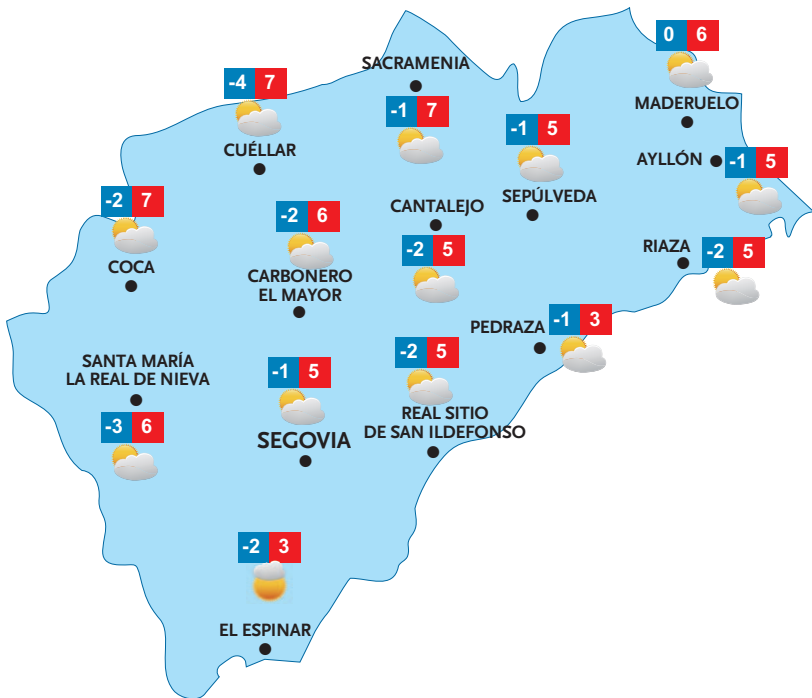 0 6
MADERUELO
SACRAMENIA
-1 7
-4 7
CUÉLLAR
-1 5
SEPÚLVEDA
AYLLÓN
-1 5
-2 7
COCA
-2 6
CARBONERO
EL MAYOR
CANTALEJO
-2 5
RIAZA
-2 5
PEDRAZA
-1 3
SANTA MARÍA
LA REAL DE NIEVA
-3 6
-1 5
SEGOVIA
-2 5
REAL SITIO
DE SAN ILDEFONSO
-2 3
EL ESPINAR